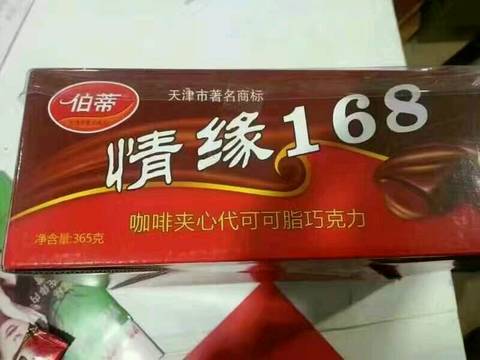 伯蒂
天津市著名商标
情缘168
咖啡夹心代可可脂巧克力
净含量:365克